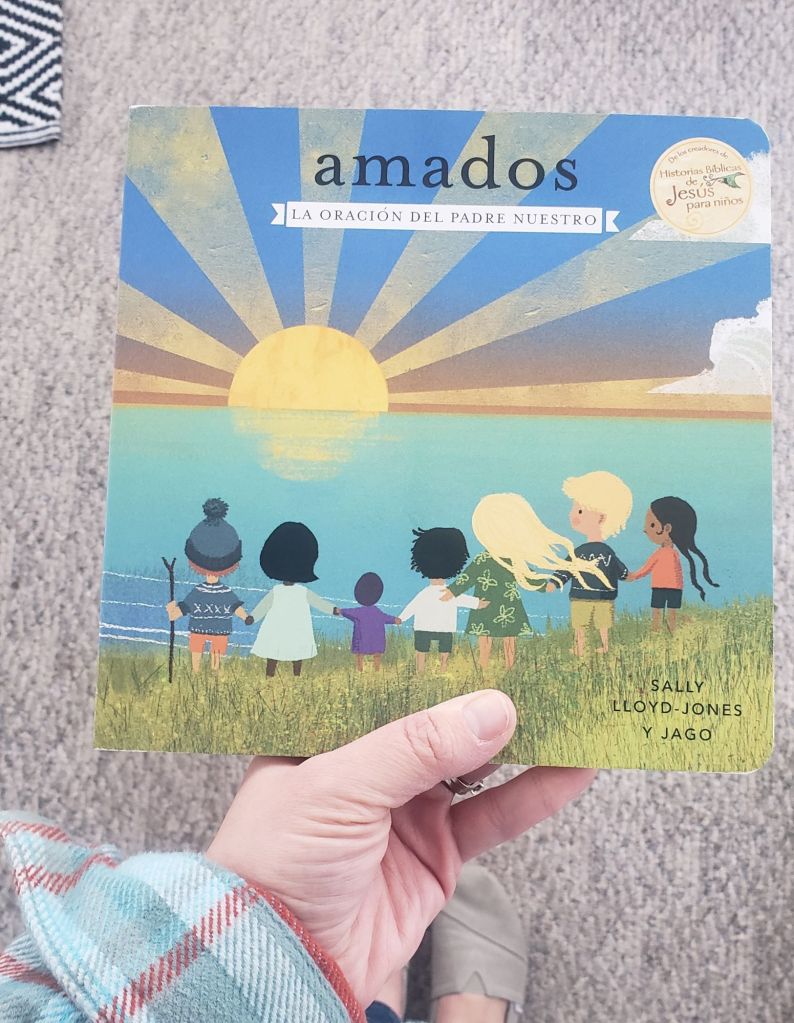 amados
LA ORACIÓN DEL PADRE NUESTRO
De los creadores de
Historias Bíblicas
de
Jesús
para niños
SALLY
LLOYD-JONES
Y JAGO